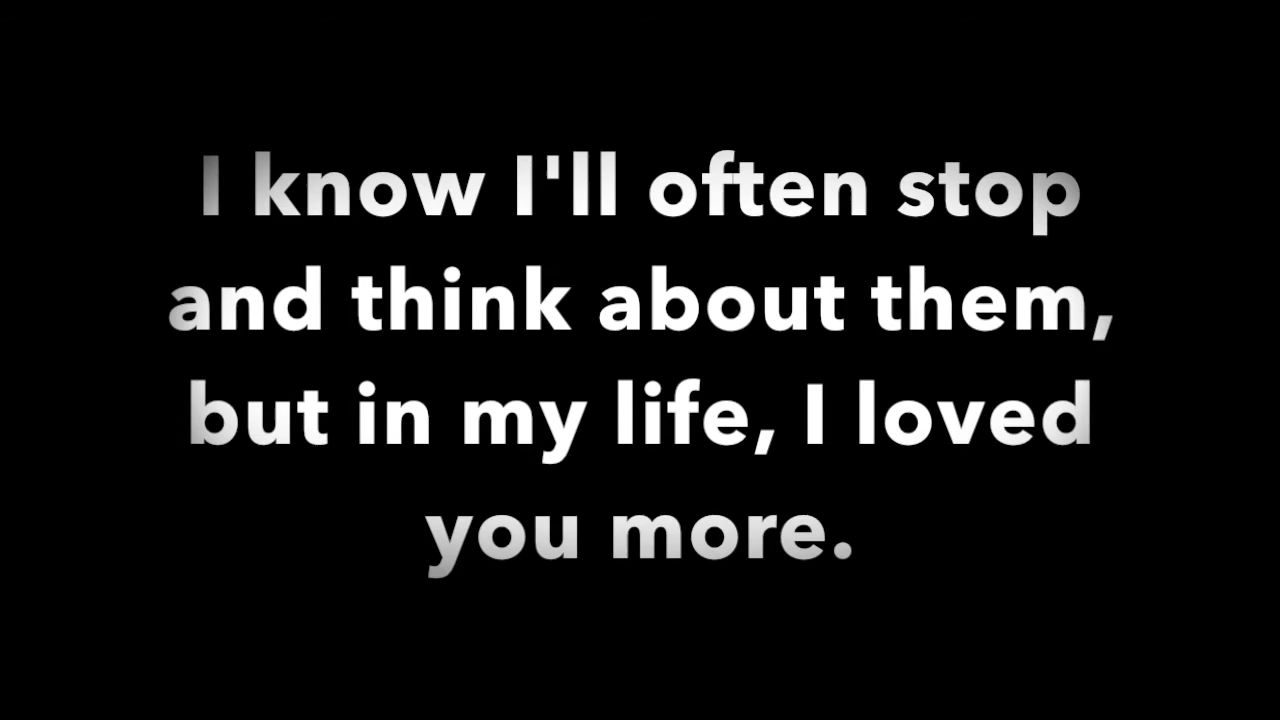 I know I'll often stop
and think about them,
but in my life, I loved
you more.